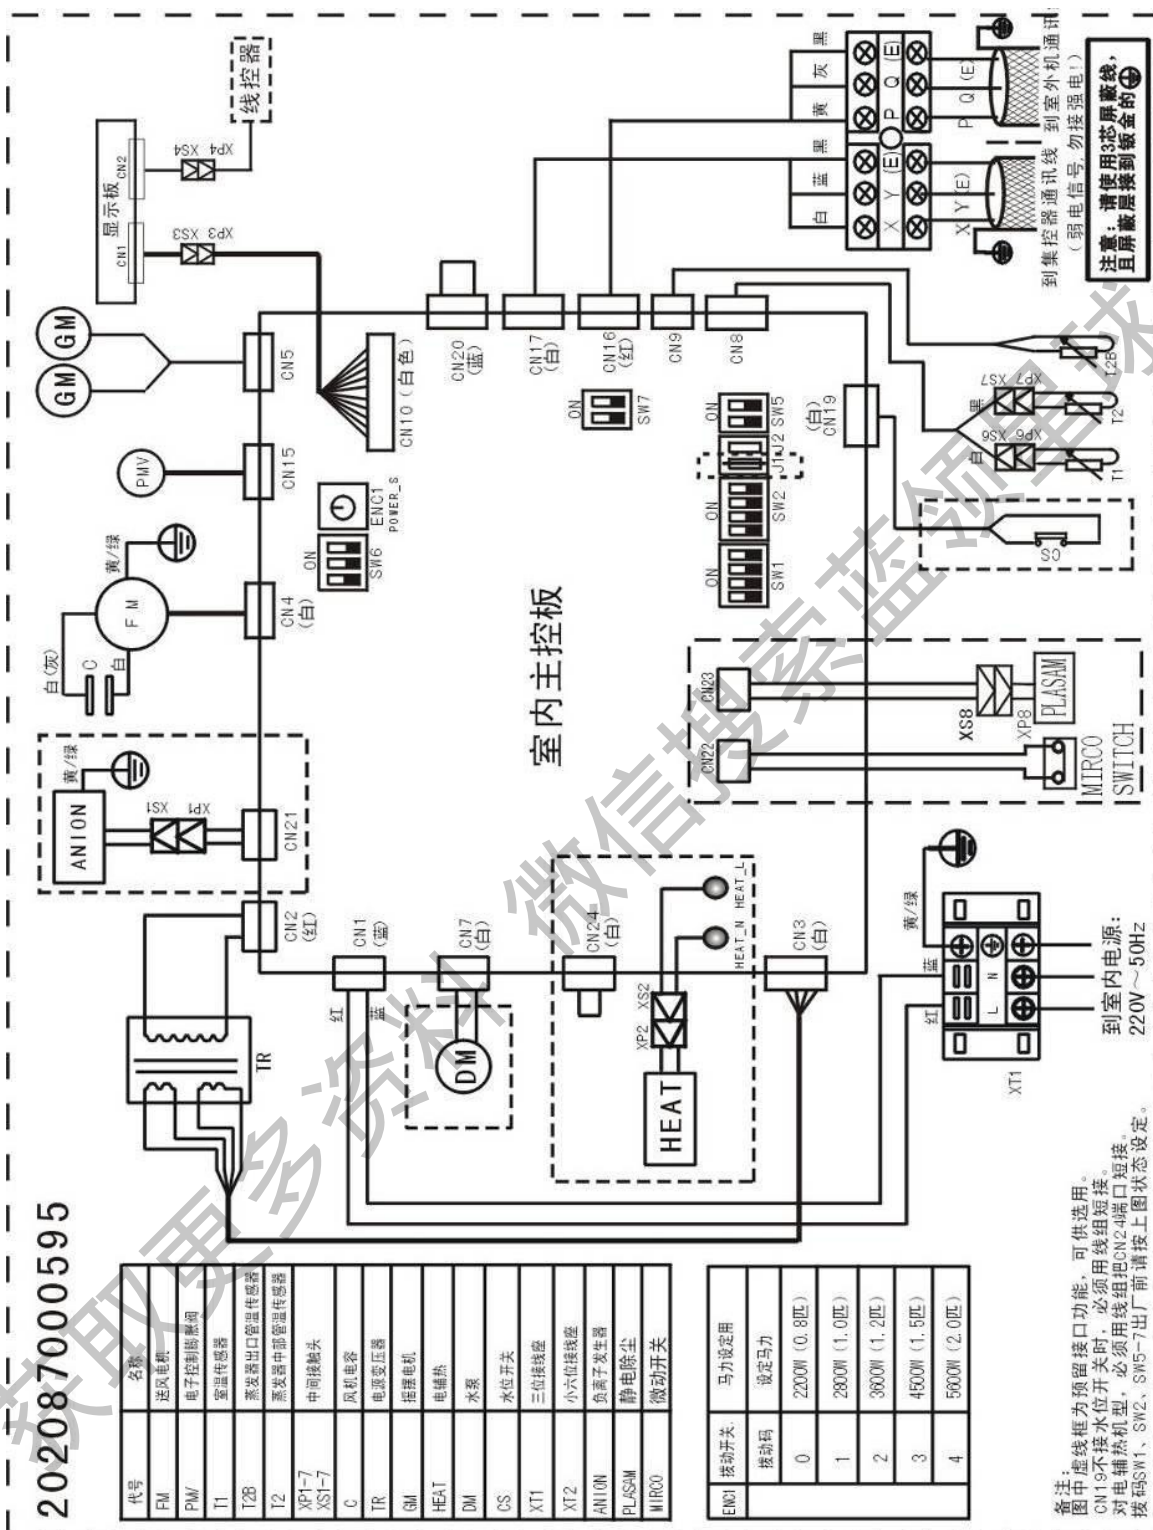 202087000595
代号 名称
FM 送风电机
PMV 电子控制膨胀阀
T1 室温传感器
T2B 蒸发器出口管温传感器
T2 蒸发器中部管温传感器
XP1-7 XS1-7 中间接触头
C 风机电容
TR 电源变压器
GM 摇摆电机
HEAT 电辅热
DM 水泵
CS 水位开关
XT1 三位接线座
XT2 小六位接线座
ANION 负离子发生器
PLASAM 静电除尘
MIRCO 微动开关
ENC1 拨动开关. 马力设定用
拨动码 设定马力
0 2200W (0.8匹)
1 2800W (1.0匹)
2 3600W (1.2匹)
3 4500W (1.5匹)
4 5600W (2.0匹)
备注:
图中虚线框为预留接口功能, 可供选用。
CN19不接水位开关时, 必须用线组短接。
对电辅热机型, 必须用线组把CN24端口短接。
拨码SW1、SW2、SW5-7出厂前请按上图状态设定。
TR
ANION
黄/绿
XS1
XP1
CN21
CN2
(红)
白(灰)
C
白
FM
黄/绿
CN4
(白)
PMV
CN15
GM
GM
CN5
显示板
CN1
CN2
XS3
XP3
XS4
XP4
线控器
CN10(白色)
ON
SW6
ENC1
POWER_S
CN1
(蓝)
红
蓝
CN7
(白)
DM
CN24
(白)
HEAT_N
HEAT_L
XP2
XS2
HEAT
CN3
(白)
室内主控板
CN20
(蓝)
CN17
(白)
CN16
(红)
CN9
CN8
ON
SW7
ON
SW1
ON
SW2
J1
J2
ON
SW5
(白)
CN19
CN22
CN23
XS8
XP8
PLASAM
MIRCO
SWITCH
CS
白
XS6
XP6
T1
黑
XS7
XP7
T2
T2B
白
蓝
黑
黄
灰
黑
X Y (E)
P Q (E)
X Y (E)
P Q (E)
到集控器通讯线
到室外机通讯
(弱电信号,勿接强电!)
注意: 请使用3芯屏蔽线,
且屏蔽层接到钣金的
红
蓝
黄/绿
L
N
XT1
到室内电源:
220V~50Hz
获取更多资料 微信搜索蓝领星球